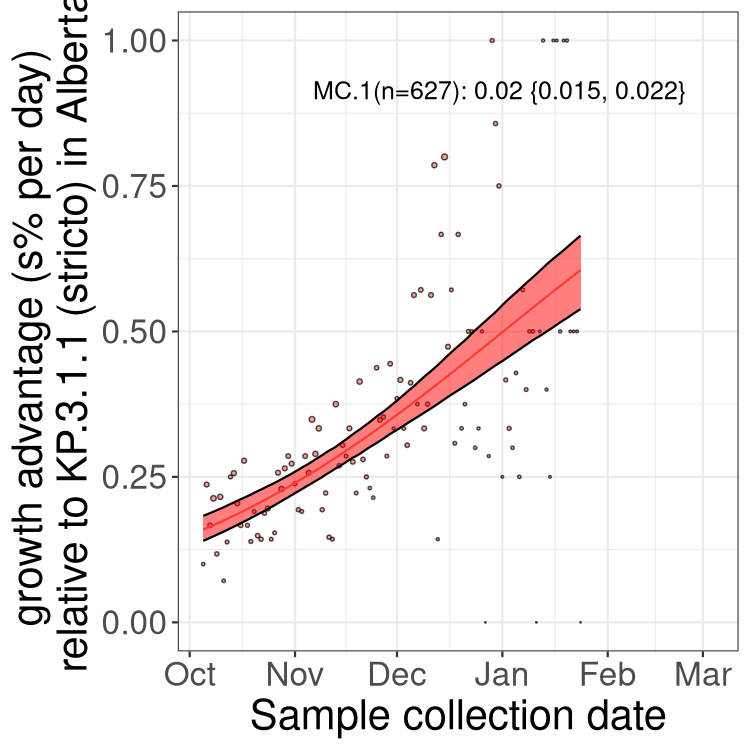 growth advantage (s% per day)
relative to KP.3.1.1 (stricto) in Alberta
1.00
0.75
0.50
0.25
0.00
MC.1(n=627): 0.02 {0.015, 0.022}
Oct Nov Dec Jan Feb Mar
Sample collection date